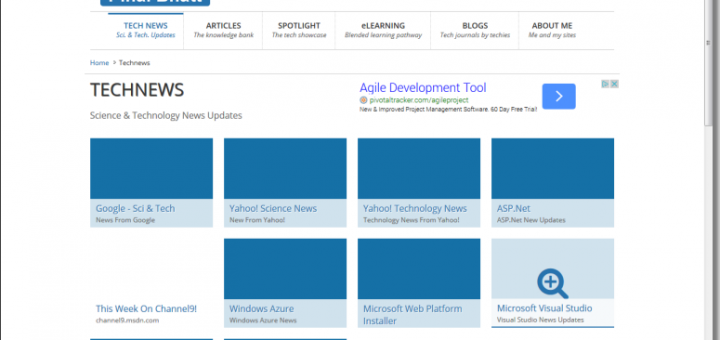 Pinal Bhatt
TECH NEWS
Sci. & Tech. Updates
ARTICLES
The knowledge bank
SPOTLIGHT
The tech showcase
eLEARNING
Blended learning pathway
BLOGS
Tech journals by techies
ABOUT ME
Me and my sites
Home » Technews
TECHNEWS
Science & Technology News Updates
Agile Development Tool
pivotaltracker.com/agileproject
New & Improved Project Management Software. 60 Day Free Trial!
Google - Sci & Tech
News From Google
Yahoo! Science News
New From Yahoo!
Yahoo! Technology News
Technology News From Yahoo!
ASP.Net
ASP.Net New Updates
This Week On Channel9!
channel9.msdn.com
Windows Azure
Windows Azure News
Microsoft Web Platform
Installer
Microsoft Visual Studio
Visual Studio News Updates